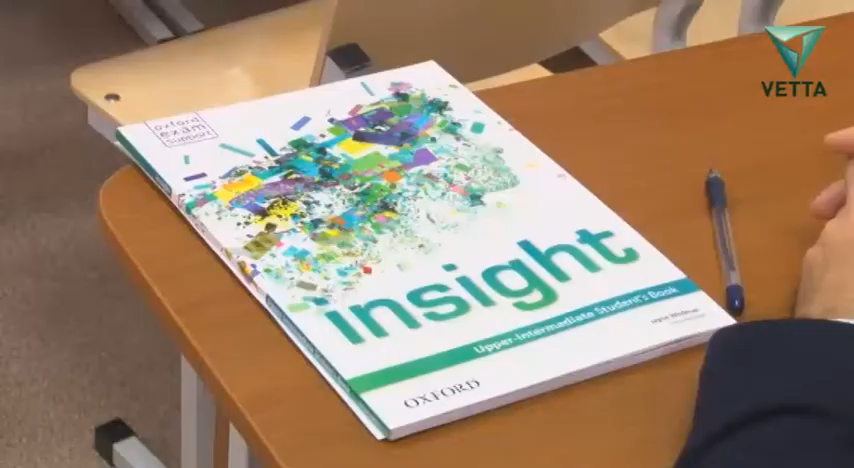 VETTA
oxford
exam
support
insight
Upper-Intermediate Student's Book
OXFORD